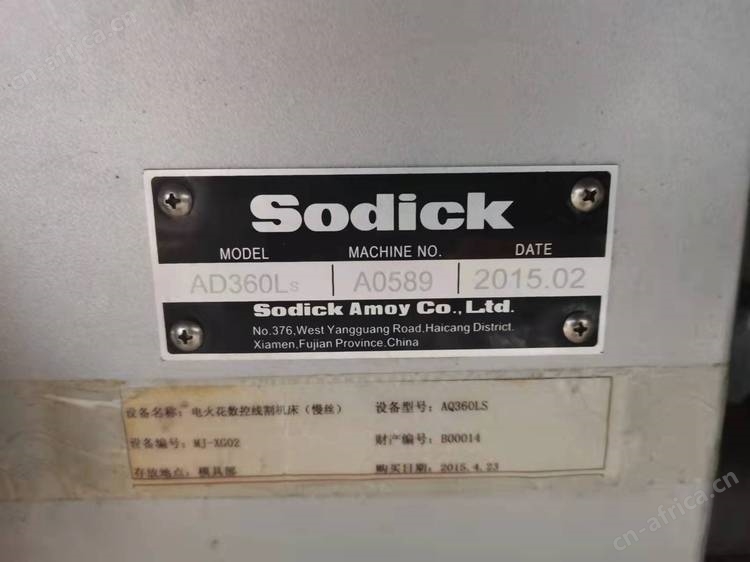 Sodick
MODEL MACHINE NO. DATE
AD360Ls A0589 2015.02
Sodick Amoy Co.,Ltd.
No.376,West Yangguang Road,Haicang District.
Xiamen,Fujian Province,China
设备名称: 电火花数控线割机床（慢丝） 设备型号: AQ360LS
设备编号: MJ-XG02 财产编号: B00014
存放地点: 模具部 购买日期: 2015.4.23
cn-africa.com
cn-africa.com